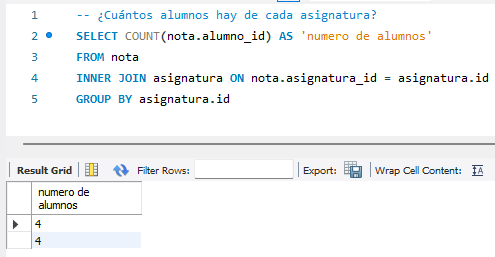 1 -- ¿Cuántos alumnos hay de cada asignatura?
2 SELECT COUNT(nota.alumno_id) AS 'numero de alumnos'
3 FROM nota
4 INNER JOIN asignatura ON nota.asignatura_id = asignatura.id
5 GROUP BY asignatura.id
Result Grid Filter Rows: Export: Wrap Cell Content: IA
numero de
alumnos
4
4